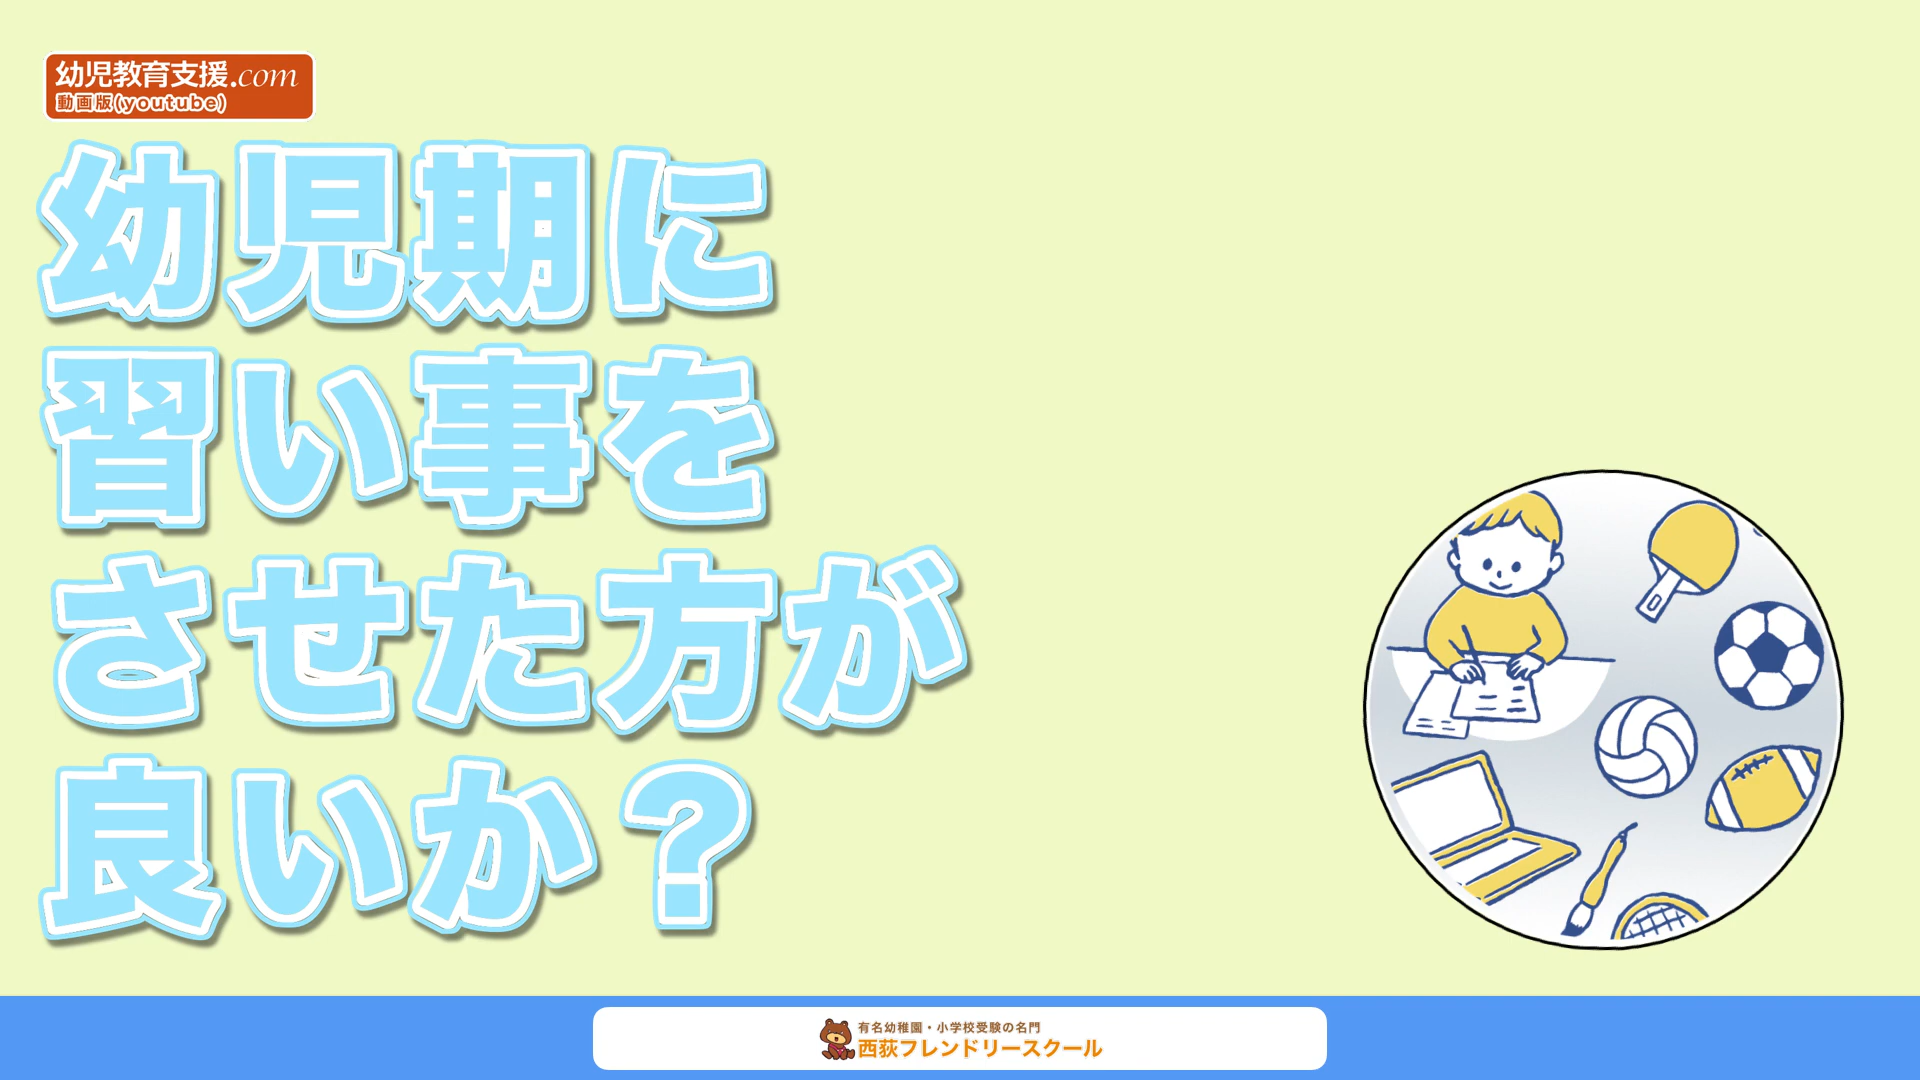 幼児教育支援.com
動画版(youtube)
幼児期に
習い事を
させた方が
良いか？
有名幼稚園・小学校受験の名門
西荻フレンドリースクール